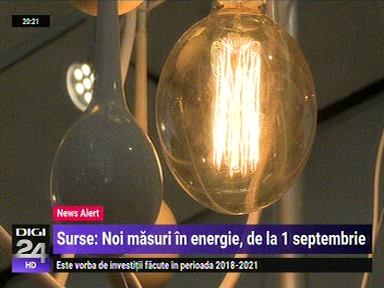 20:21
News Alert
DIGI
24
HD
Surse: Noi măsuri în energie, de la 1 septembrie
Este vorba de investiții făcute în perioada 2018-2021